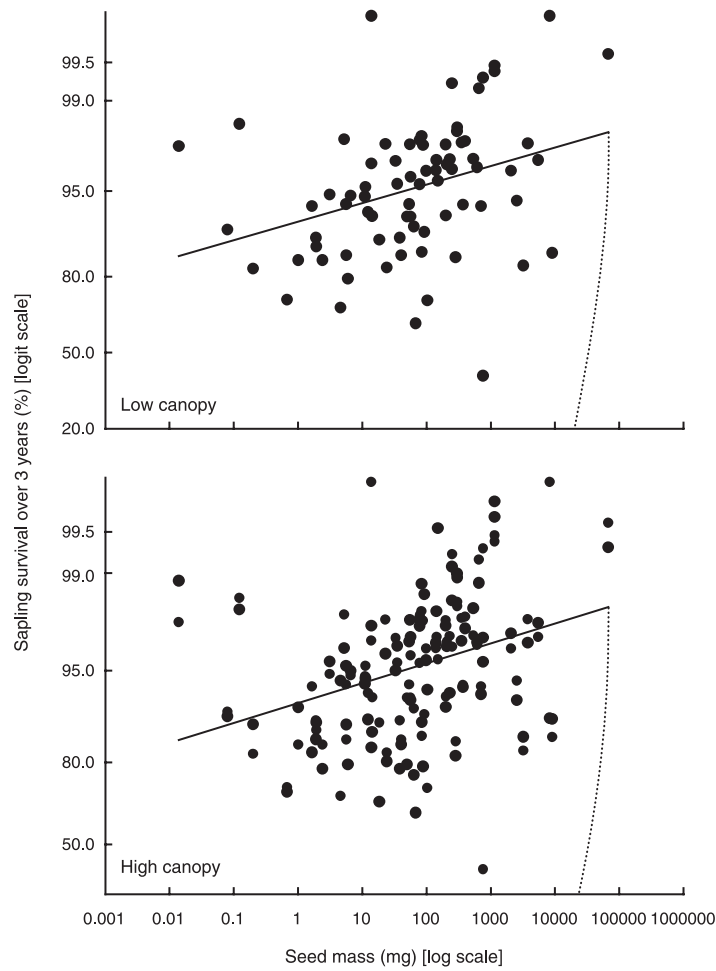 Sapling survival over 3 years (%) [logit scale]
99.5
99.0
95.0
80.0
50.0
20.0
Low canopy
99.5
99.0
95.0
80.0
50.0
High canopy
0.001 0.01 0.1 1 10 100 1000 10000 100000 1000000
Seed mass (mg) [log scale]